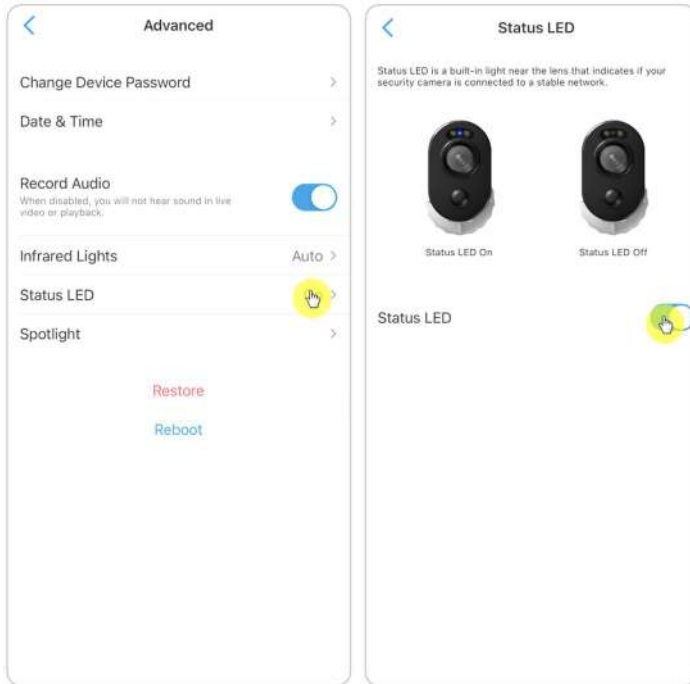 Advanced
Change Device Password
Date & Time
Record Audio
When disabled, you will not hear sound in live
video or playback.
Infrared Lights
Auto
Status LED
Spotlight
Restore
Reboot
Status LED
Status LED is a built-in light near the lens that indicates if your
security camera is connected to a stable network.
Status LED On
Status LED Off
Status LED